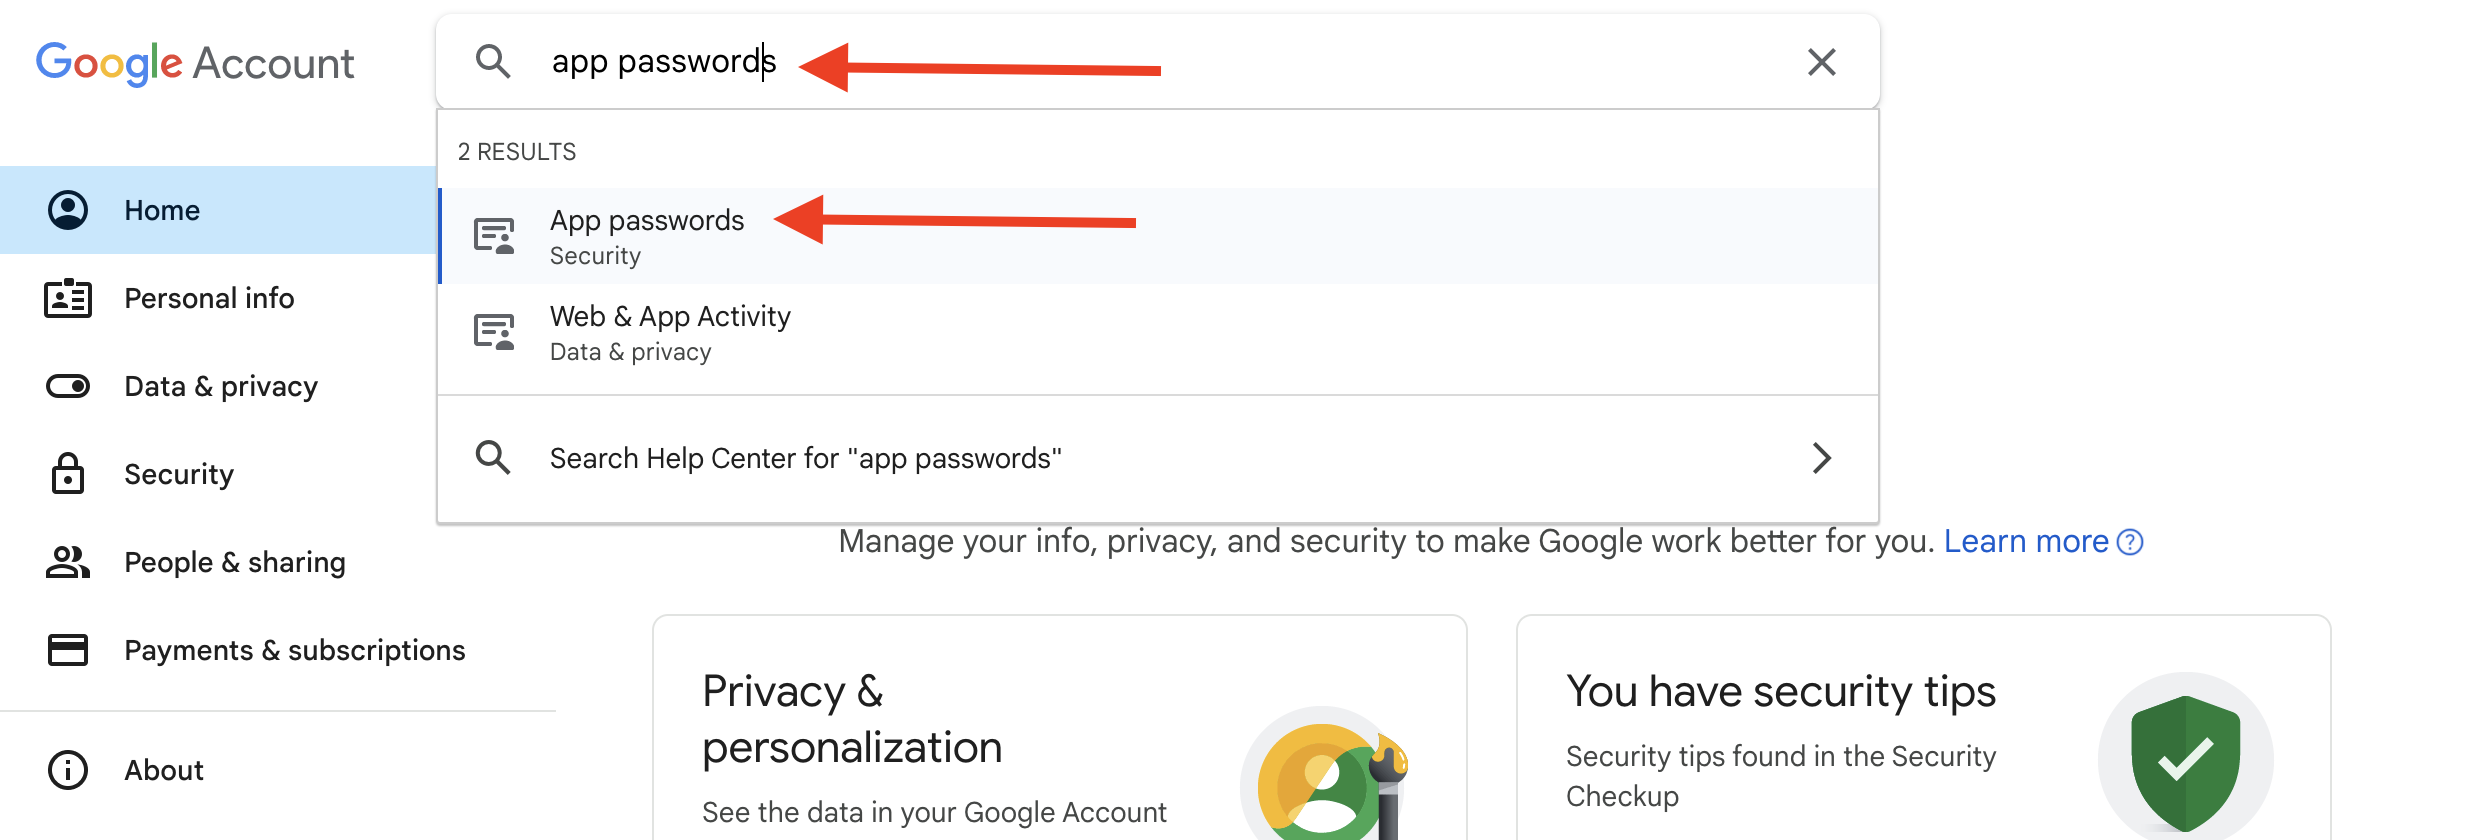 Google Account
app passwords
2 RESULTS
App passwords
Security
Web & App Activity
Data & privacy
Search Help Center for "app passwords"
Home
Personal info
Data & privacy
Security
People & sharing
Payments & subscriptions
About
Manage your info, privacy, and security to make Google work better for you. Learn more ?
Privacy &
personalization
See the data in your Google Account
You have security tips
Security tips found in the Security
Checkup